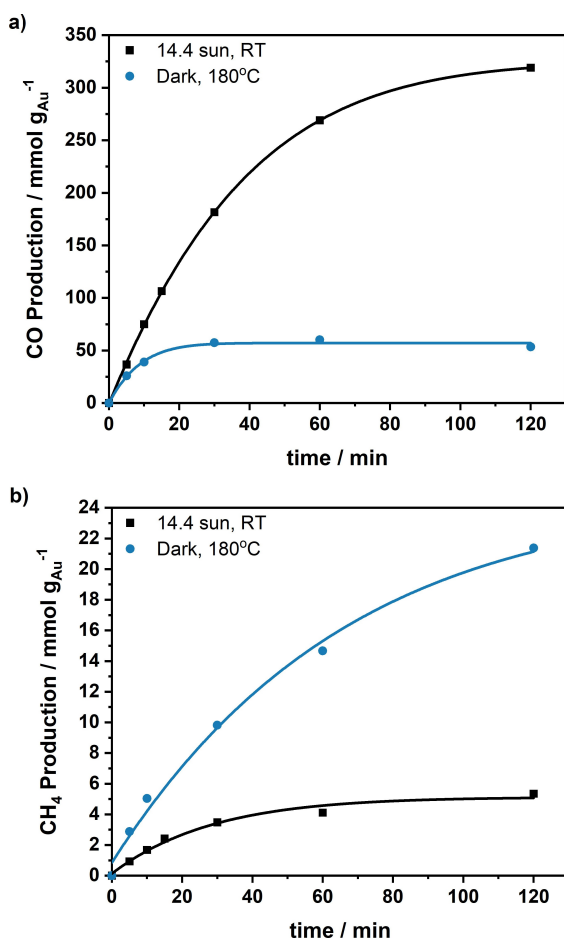 a)
350
300
250
200
150
100
50
0
14.4 sun, RT
Dark, 180°C
CO Production / mmol g_Au^-1
0 20 40 60 80 100 120
time / min
b)
24
22
20
18
16
14
12
10
8
6
4
2
0
14.4 sun, RT
Dark, 180°C
CH₄ Production / mmol g_Au^-1
0 20 40 60 80 100 120
time / min